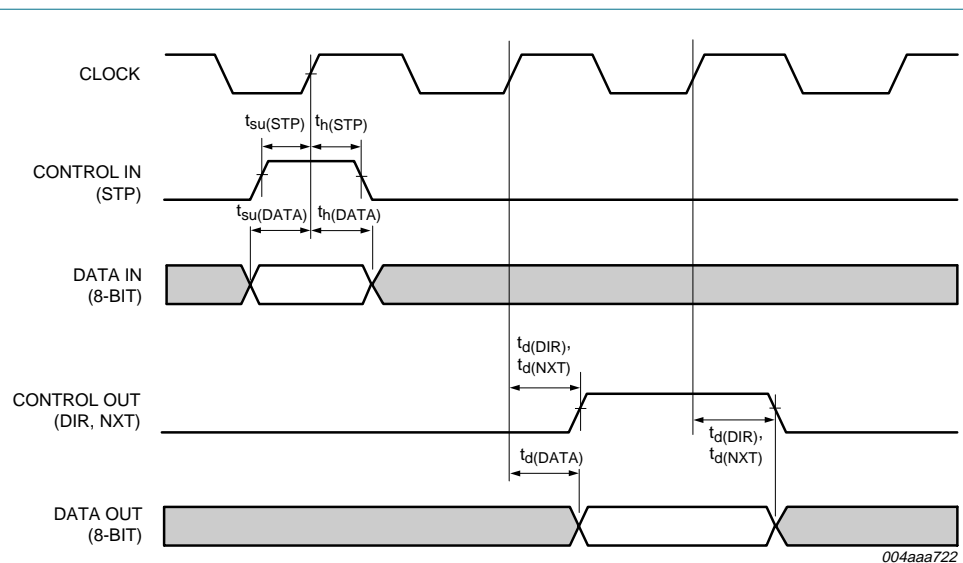 CLOCK
tsu(STP) th(STP)
CONTROL IN
(STP)
tsu(DATA) th(DATA)
DATA IN
(8-BIT)
td(DIR),
td(NXT)
CONTROL OUT
(DIR, NXT)
td(DIR),
td(NXT)
td(DATA)
DATA OUT
(8-BIT)
004aaa722